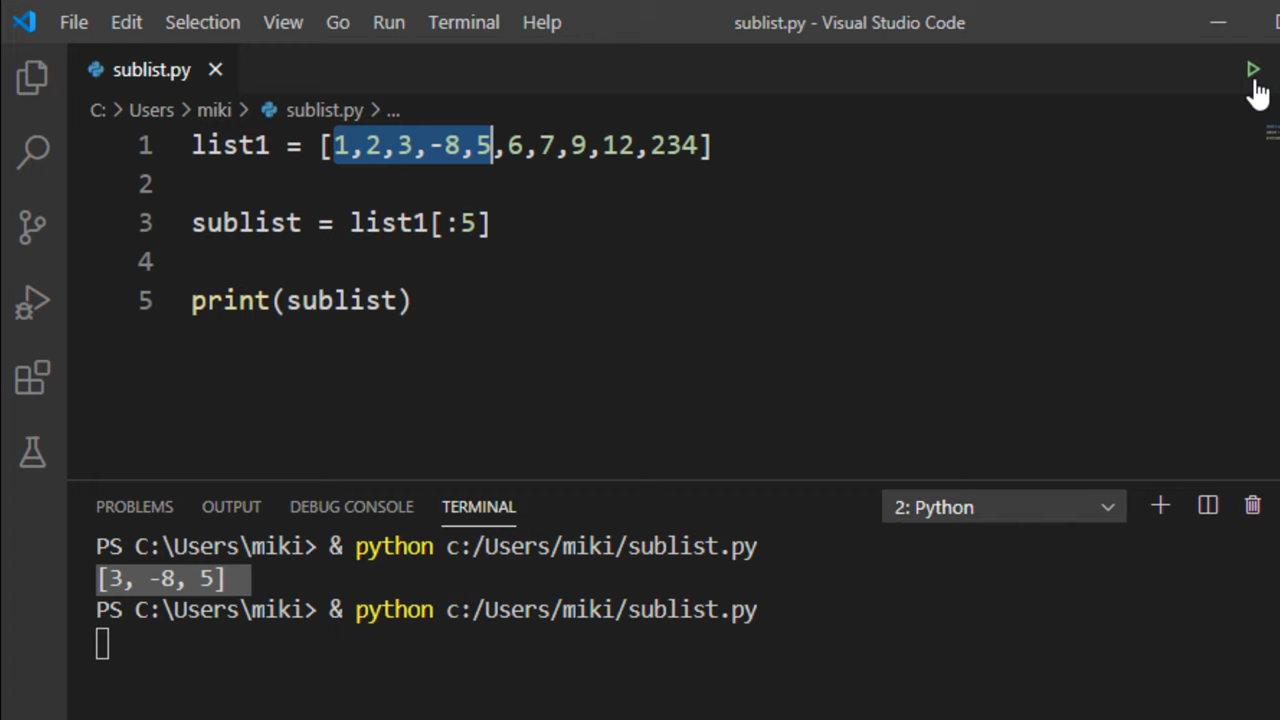 File Edit Selection View Go Run Terminal Help sublist.py - Visual Studio Code
sublist.py
C: > Users > miki > sublist.py > ...
1 list1 = [1,2,3,-8,5,6,7,9,12,234]
2
3 sublist = list1[:5]
4
5 print(sublist)
PROBLEMS OUTPUT DEBUG CONSOLE TERMINAL 2: Python
PS C:\Users\miki> & python c:/Users/miki/sublist.py
[3, -8, 5]
PS C:\Users\miki> & python c:/Users/miki/sublist.py